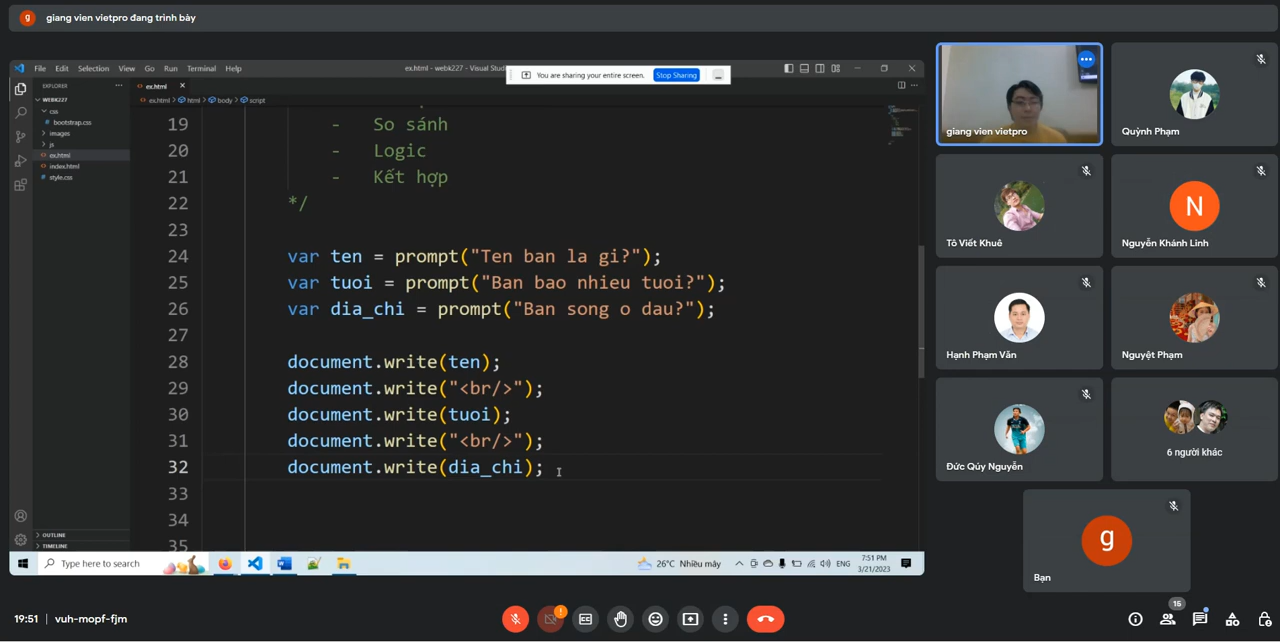 g giang vien vietpro đang trình bày
File Edit Selection View Go Run Terminal Help
ex.html - webk227 - Visual Stud
You are sharing your entire screen. Stop Sharing
EXPLORER
WEBK227
css
bootstrap.css
images
js
ex.html
index.html
style.css
OUTLINE
TIMELINE
ex.html
ex.html > html > body > script
19 - So sánh
20 - Logic
21 - Kết hợp
22 */
23
24 var ten = prompt("Ten ban la gi?");
25 var tuoi = prompt("Ban bao nhieu tuoi?");
26 var dia_chi = prompt("Ban song o dau?");
27
28 document.write(ten);
29 document.write("<br/>");
30 document.write(tuoi);
31 document.write("<br/>");
32 document.write(dia_chi);
33
34
35
Type here to search
26°C Nhiều mây
ENG
7:51 PM
3/21/2023
giang vien vietpro
Quỳnh Phạm
Tô Viết Khuê
N
Nguyễn Khánh Linh
Hạnh Phạm Văn
Nguyệt Phạm
Đức Qúy Nguyễn
6 người khác
g
Bạn
19:51 | vuh-mopf-fjm
15